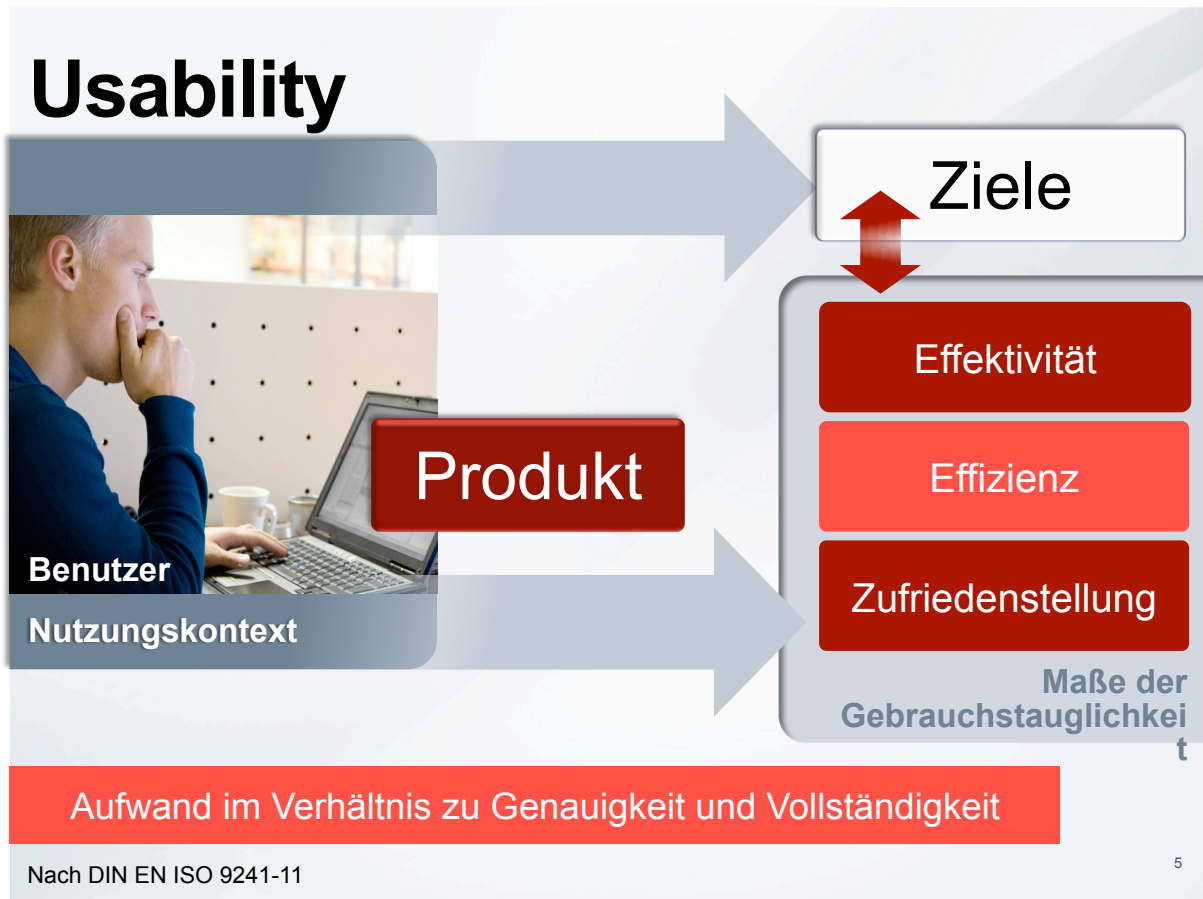 Usability
Ziele
Effektivität
Effizienz
Zufriedenstellung
Produkt
Benutzer
Nutzungskontext
Maße der
Gebrauchstauglichkei
t
Aufwand im Verhältnis zu Genauigkeit und Vollständigkeit
Nach DIN EN ISO 9241-11
5